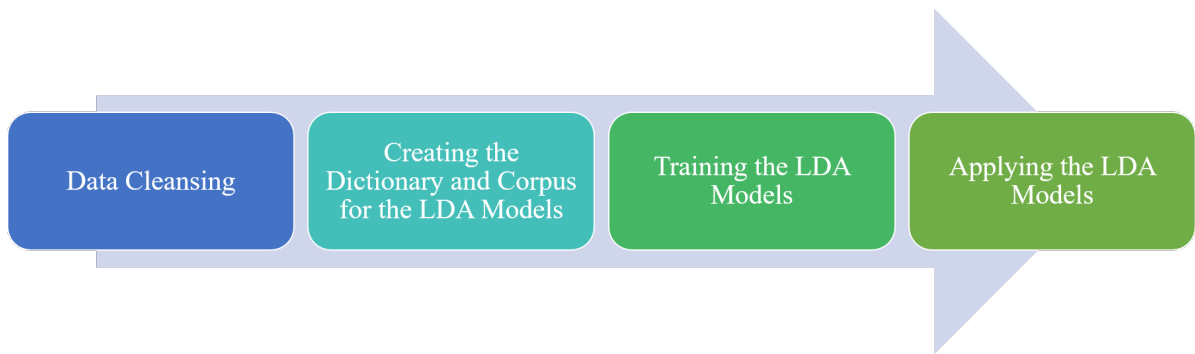 Data Cleansing
Creating the
Dictionary and Corpus
for the LDA Models
Training the LDA
Models
Applying the LDA
Models